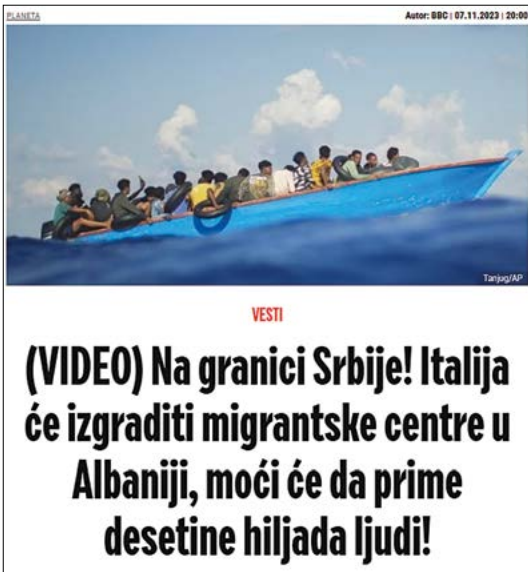 PLANETA
Autor: BBC | 07.11.2023 | 20:00
Tanjug/AP
VESTI
(VIDEO) Na granici Srbije! Italija
će izgraditi migrantske centre u
Albaniji, moći će da prime
desetine hiljada ljudi!